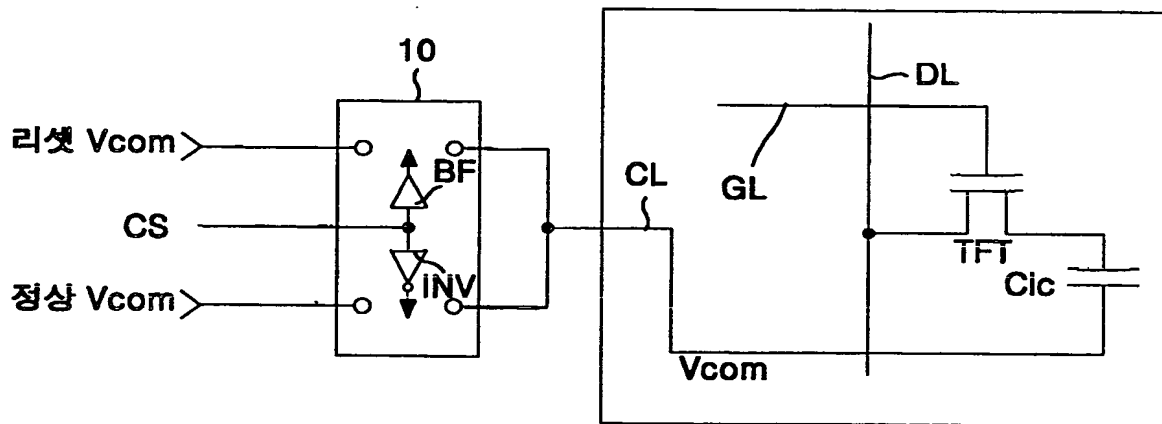 10
리셋 Vcom
BF
CS
INV
정상 Vcom
CL
DL
GL
TFT
Cic
Vcom